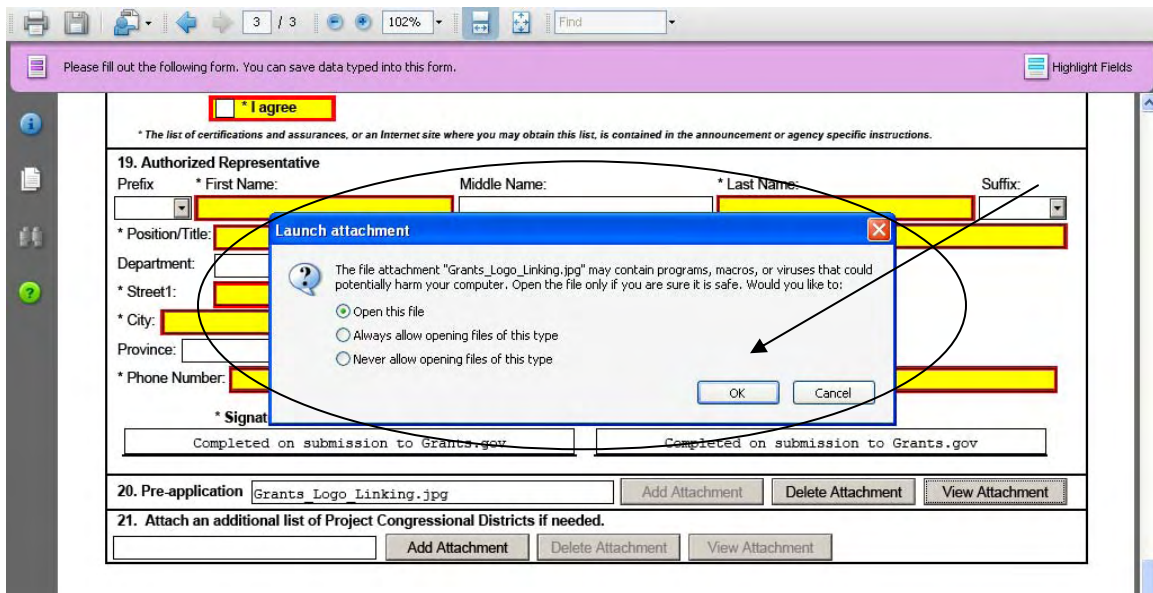 3 / 3 102% Find
Please fill out the following form. You can save data typed into this form. Highlight Fields
* I agree
* The list of certifications and assurances, or an Internet site where you may obtain this list, is contained in the announcement or agency specific instructions.
19. Authorized Representative
Prefix * First Name: Middle Name: * Last Name: Suffix:
* Position/Title:
Launch attachment
The file attachment "Grants_Logo_Linking.jpg" may contain programs, macros, or viruses that could
potentially harm your computer. Open the file only if you are sure it is safe. Would you like to:
Open this file
Always allow opening files of this type
Never allow opening files of this type
OK Cancel
Department:
* Street1:
* City:
Province:
* Phone Number:
* Signat
Completed on submission to Grants.gov Completed on submission to Grants.gov
20. Pre-application Grants_Logo_Linking.jpg Add Attachment Delete Attachment View Attachment
21. Attach an additional list of Project Congressional Districts if needed.
Add Attachment Delete Attachment View Attachment